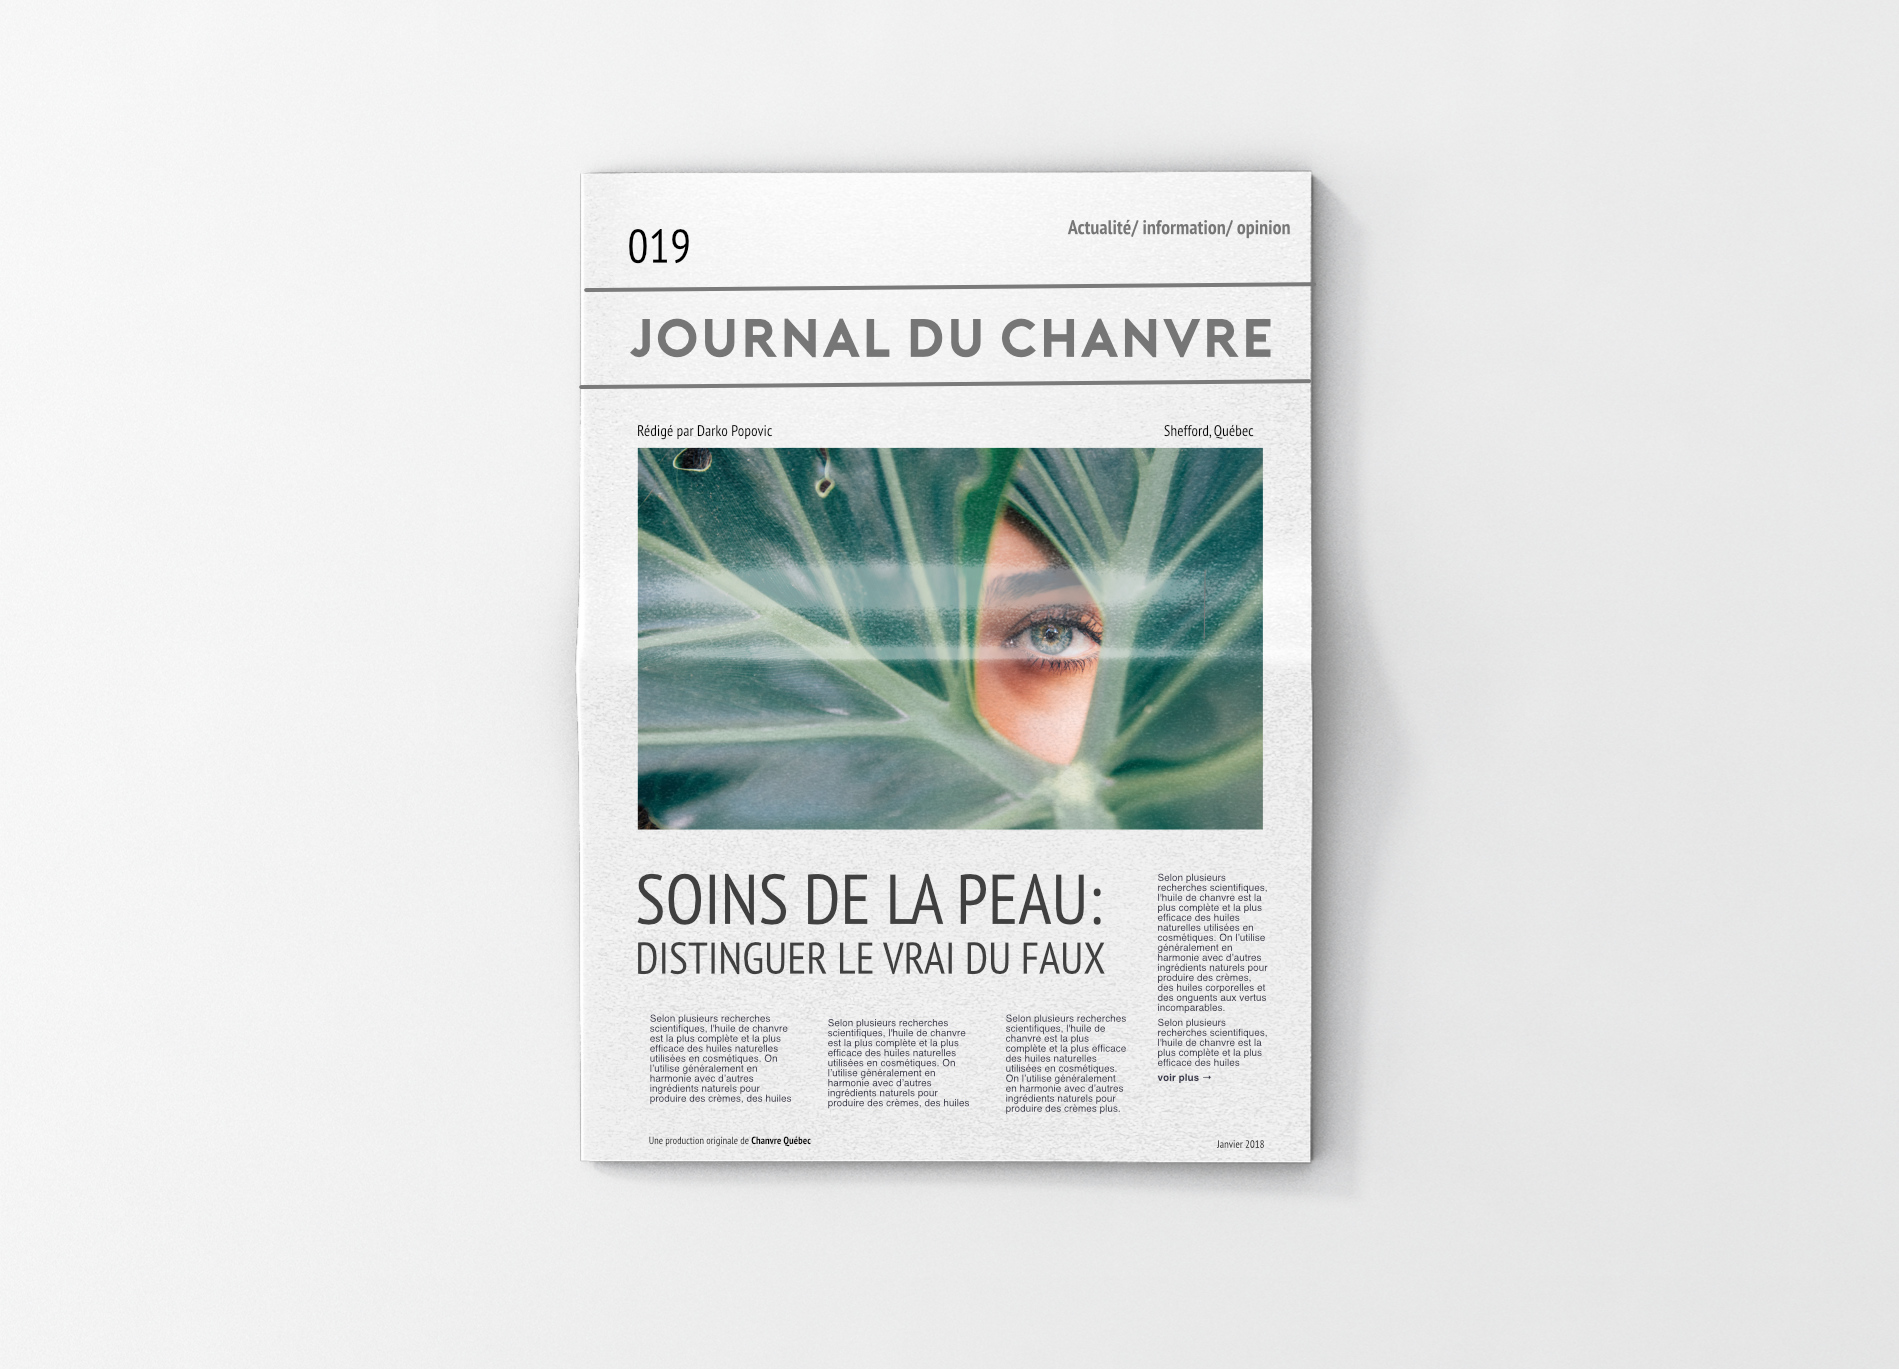 019
Actualité/ information/ opinion
JOURNAL DU CHANVRE
Rédigé par Darko Popovic
Shefford, Québec
SOINS DE LA PEAU:
DISTINGUER LE VRAI DU FAUX
Selon plusieurs recherches
scientifiques, l'huile de chanvre
est la plus complète et la plus
efficace des huiles naturelles
utilisées en cosmétiques. On
l'utilise généralement en
harmonie avec d'autres
ingrédients naturels pour
produire des crèmes, des huiles
Selon plusieurs recherches
scientifiques, l'huile de chanvre
est la plus complète et la plus
efficace des huiles naturelles
utilisées en cosmétiques. On
l'utilise généralement en
harmonie avec d'autres
ingrédients naturels pour
produire des crèmes, des huiles
Selon plusieurs recherches
scientifiques, l'huile de
chanvre est la plus
complète et la plus efficace
des huiles naturelles
utilisées en cosmétiques.
On l'utilise généralement
en harmonie avec d'autres
ingrédients naturels pour
produire des crèmes plus.
Selon plusieurs
recherches scientifiques,
l'huile de chanvre est la
plus complète et la plus
efficace des huiles
naturelles utilisées en
cosmétiques. On l'utilise
généralement en
harmonie avec d'autres
ingrédients naturels pour
produire des crèmes,
des huiles corporelles et
des onguents aux vertus
incomparables.
Selon plusieurs
recherches scientifiques,
l'huile de chanvre est la
plus complète et la plus
efficace des huiles
voir plus →
Une production originale de Chanvre Québec
Janvier 2018